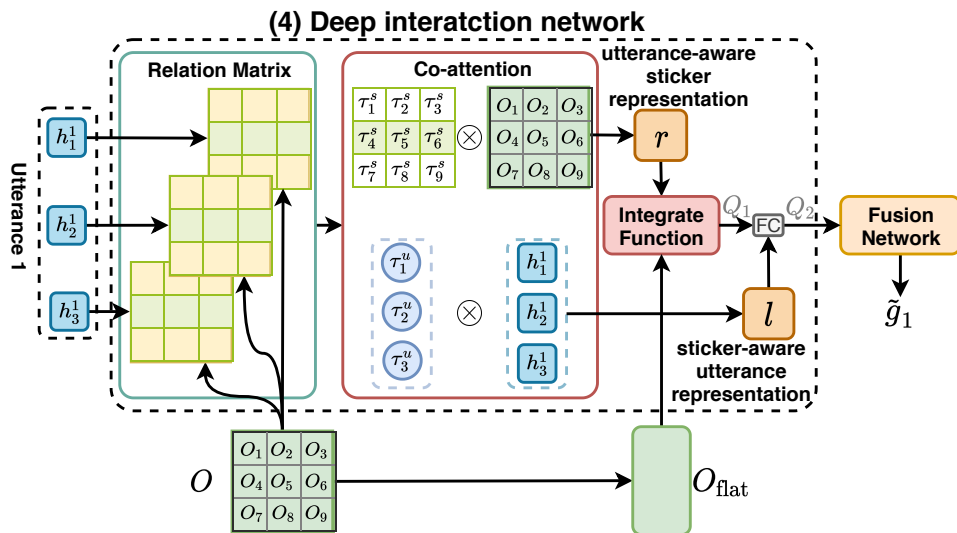 (4) Deep interatction network
Relation Matrix
Co-attention
utterance-aware
sticker
representation
Utterance 1
h_1^1
h_2^1
h_3^1
τ_1^s τ_2^s τ_3^s
τ_4^s τ_5^s τ_6^s
τ_7^s τ_8^s τ_9^s
⊗
O_1 O_2 O_3
O_4 O_5 O_6
O_7 O_8 O_9
r
Integrate
Function
Q_1
FC
Q_2
Fusion
Network
g̃_1
τ_1^u
τ_2^u
τ_3^u
⊗
h_1^1
h_2^1
h_3^1
l
sticker-aware
utterance
representation
O
O_1 O_2 O_3
O_4 O_5 O_6
O_7 O_8 O_9
O_flat